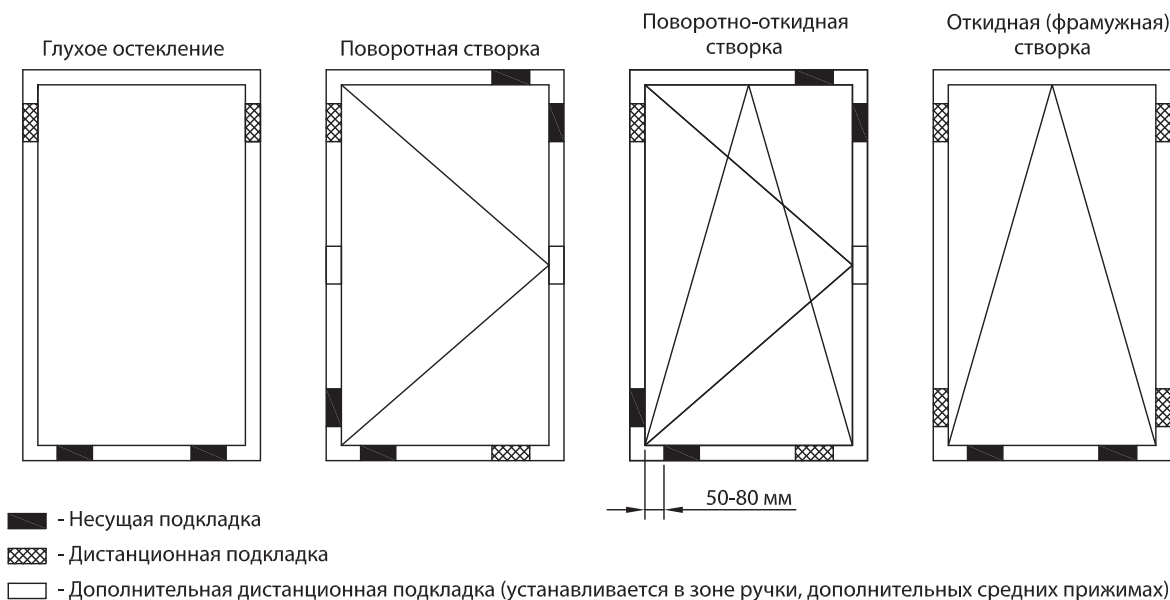 Глухое остекление
Поворотная створка
Поворотно-откидная
створка
Откидная (фрамужная)
створка
50-80 мм
- Несущая подкладка
- Дистанционная подкладка
- Дополнительная дистанционная подкладка (устанавливается в зоне ручки, дополнительных средних прижимах)